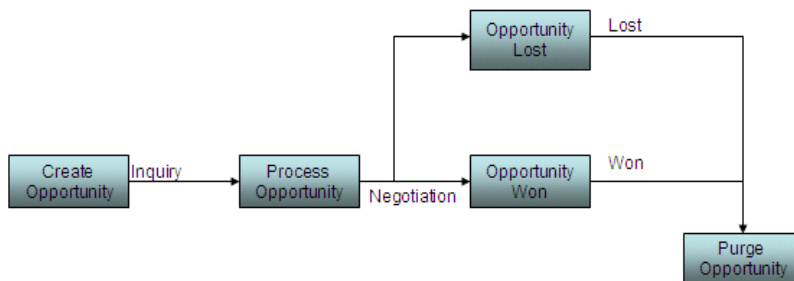 Opportunity
Lost
Lost
Create
Opportunity
Inquiry
Process
Opportunity
Negotiation
Opportunity
Won
Won
Purge
Opportunity